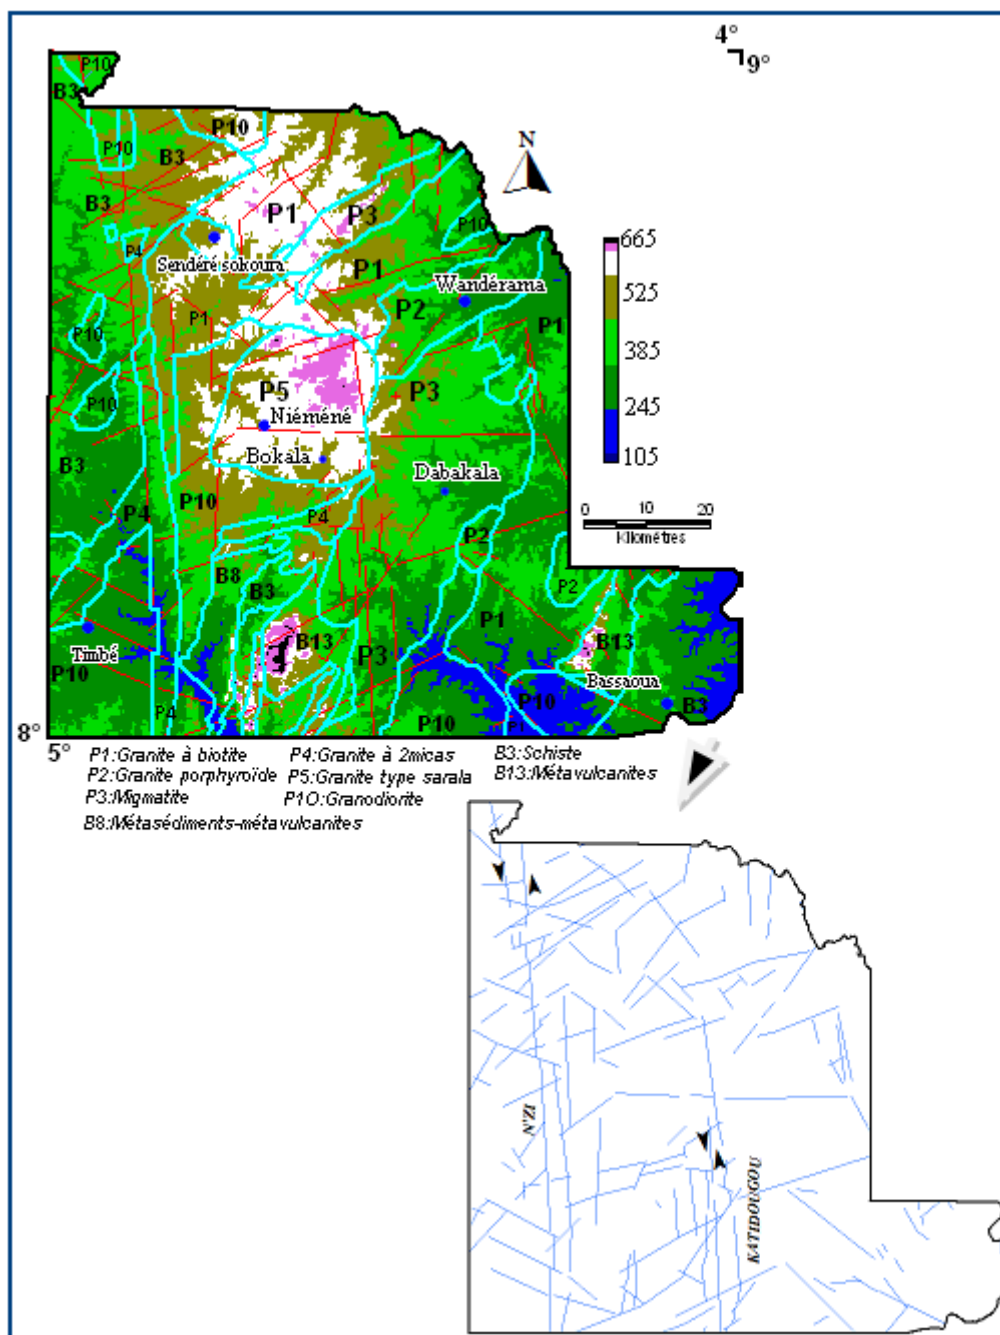 4°
9°
P10
B3
P10
P10
B3
B3
N
P1
P3
P10
P4
Sendéré sokoura
P1
Wandérama
665
525
385
245
105
P10
P1
P2
P1
P10
P5
P3
Niéméné
B3
Bokala
Dabakala
P10
P4
P4
0 10 20
Kilométres
P2
B8
B3
P2
P1
B13
B13
Timbé
P3
P10
Bassaoua
P10
B3
P4
P10
P1
8°
5°
P1:Granite à biotite P4:Granite à 2micas B3:Schiste
P2:Granite porphyroïde P5:Granite type sarala B13:Métavulcanites
P3:Migmatite P1O:Granodiorite
B8:Métasédiments-métavulcanites
N'ZI
KATIDOUGOU